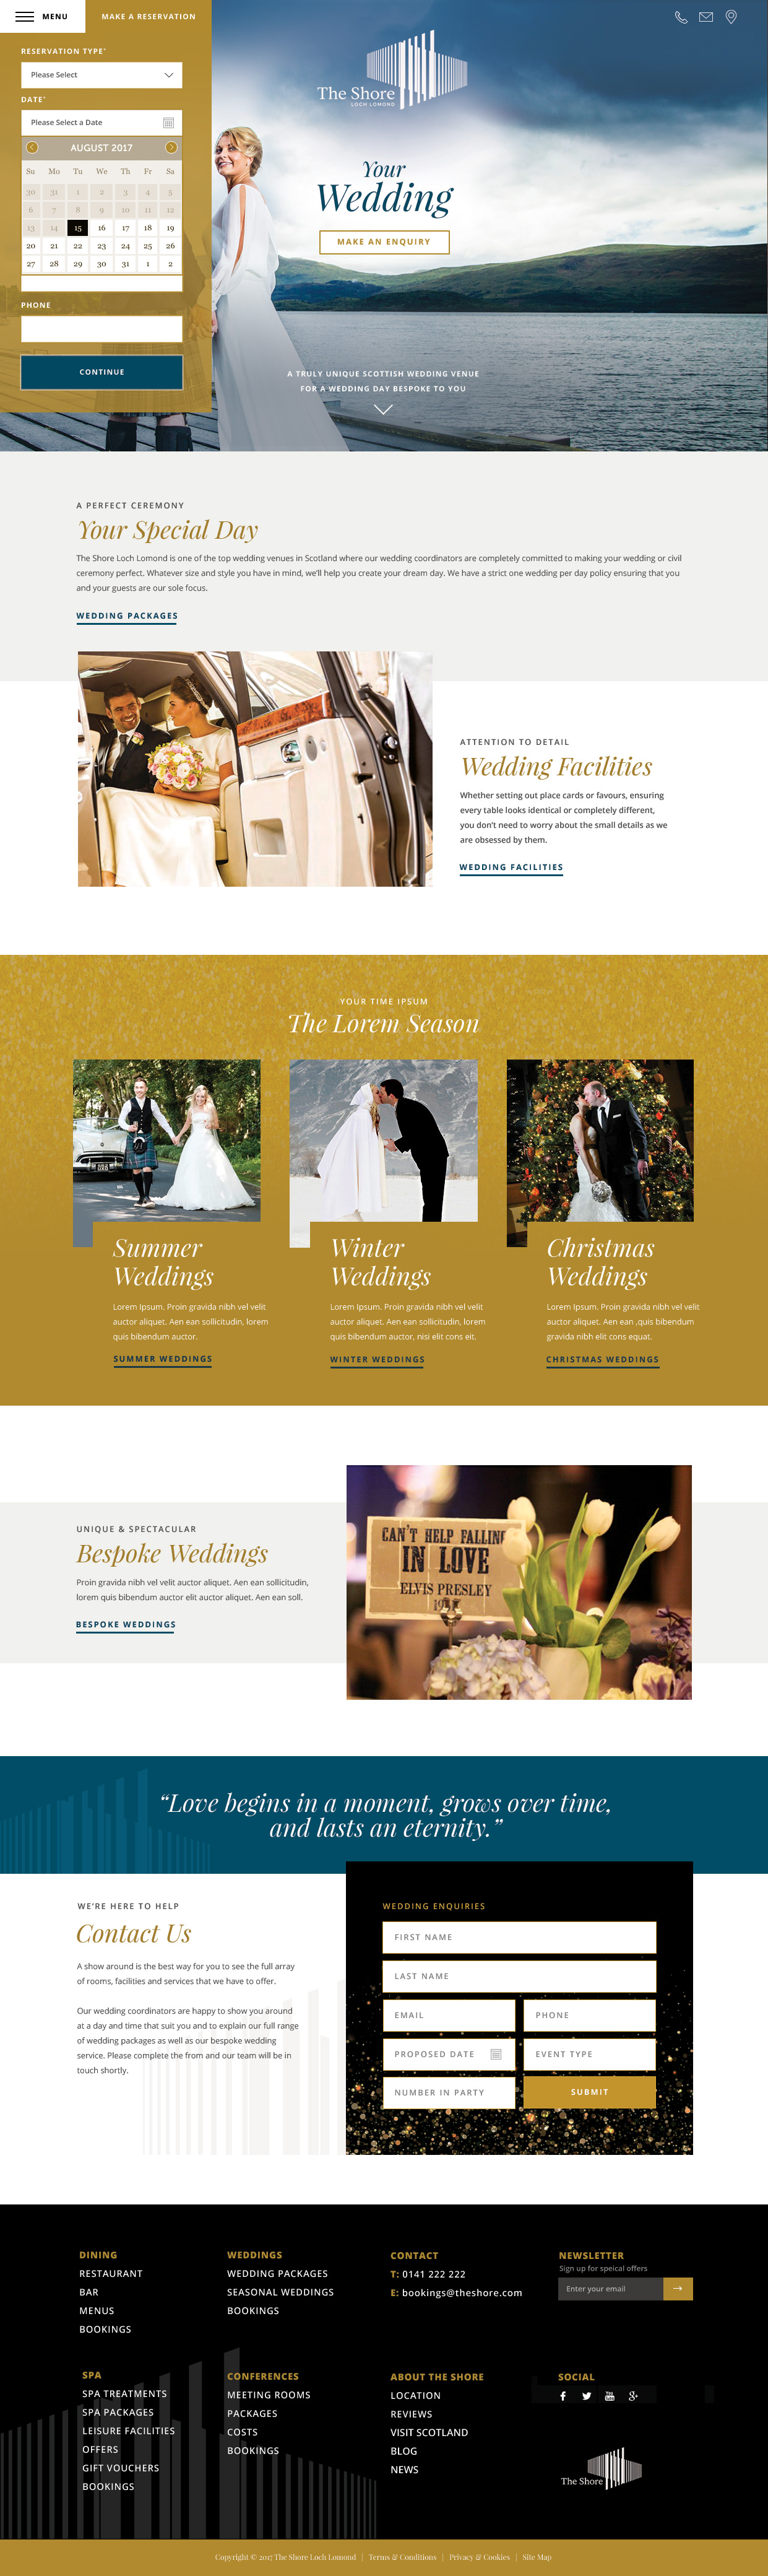 MENU
MAKE A RESERVATION
RESERVATION TYPE*
Please Select
DATE*
Please Select a Date
AUGUST 2017
Su Mo Tu We Th Fr Sa
30 31 1 2 3 4 5
6 7 8 9 10 11 12
13 14 15 16 17 18 19
20 21 22 23 24 25 26
27 28 29 30 31 1 2
PHONE
CONTINUE
The Shore
LOCH LOMOND
Your
Wedding
MAKE AN ENQUIRY
A TRULY UNIQUE SCOTTISH WEDDING VENUE
FOR A WEDDING DAY BESPOKE TO YOU
A PERFECT CEREMONY
Your Special Day
The Shore Loch Lomond is one of the top wedding venues in Scotland where our wedding coordinators are completely committed to making your wedding or civil
ceremony perfect. Whatever size and style you have in mind, we'll help you create your dream day. We have a strict one wedding per day policy ensuring that you
and your guests are our sole focus.
WEDDING PACKAGES
ATTENTION TO DETAIL
Wedding Facilities
Whether setting out place cards or favours, ensuring
every table looks identical or completely different,
you don't need to worry about the small details as we
are obsessed by them.
WEDDING FACILITIES
YOUR TIME IPSUM
The Lorem Season
Summer
Weddings
Lorem Ipsum. Proin gravida nibh vel velit
auctor aliquet. Aen ean sollicitudin, lorem
quis bibendum auctor.
SUMMER WEDDINGS
Winter
Weddings
Lorem Ipsum. Proin gravida nibh vel velit
auctor aliquet. Aen ean sollicitudin, lorem
quis bibendum auctor, nisi elit cons eit.
WINTER WEDDINGS
Christmas
Weddings
Lorem Ipsum. Proin gravida nibh vel velit
auctor aliquet. Aen ean ,quis bibendum
gravida nibh elit cons equat.
CHRISTMAS WEDDINGS
UNIQUE & SPECTACULAR
Bespoke Weddings
Proin gravida nibh vel velit auctor aliquet. Aen ean sollicitudin,
lorem quis bibendum auctor elit auctor aliquet. Aen ean soll.
BESPOKE WEDDINGS
CAN'T HELP FALLING
IN LOVE
ELVIS PRESLEY
“Love begins in a moment, grows over time,
and lasts an eternity.”
WE'RE HERE TO HELP
Contact Us
A show around is the best way for you to see the full array
of rooms, facilities and services that we have to offer.
Our wedding coordinators are happy to show you around
at a day and time that suit you and to explain our full range
of wedding packages as well as our bespoke wedding
service. Please complete the from and our team will be in
touch shortly.
WEDDING ENQUIRIES
FIRST NAME
LAST NAME
EMAIL
PHONE
PROPOSED DATE
EVENT TYPE
NUMBER IN PARTY
SUBMIT
DINING
RESTAURANT
BAR
MENUS
BOOKINGS
WEDDINGS
WEDDING PACKAGES
SEASONAL WEDDINGS
BOOKINGS
CONTACT
T: 0141 222 222
E: bookings@theshore.com
NEWSLETTER
Sign up for speical offers
Enter your email
SPA
SPA TREATMENTS
SPA PACKAGES
LEISURE FACILITIES
OFFERS
GIFT VOUCHERS
BOOKINGS
CONFERENCES
MEETING ROOMS
PACKAGES
COSTS
BOOKINGS
ABOUT THE SHORE
LOCATION
REVIEWS
VISIT SCOTLAND
BLOG
NEWS
SOCIAL
The Shore
Copyright © 2017 The Shore Loch Lomond | Terms & Conditions | Privacy & Cookies | Site Map